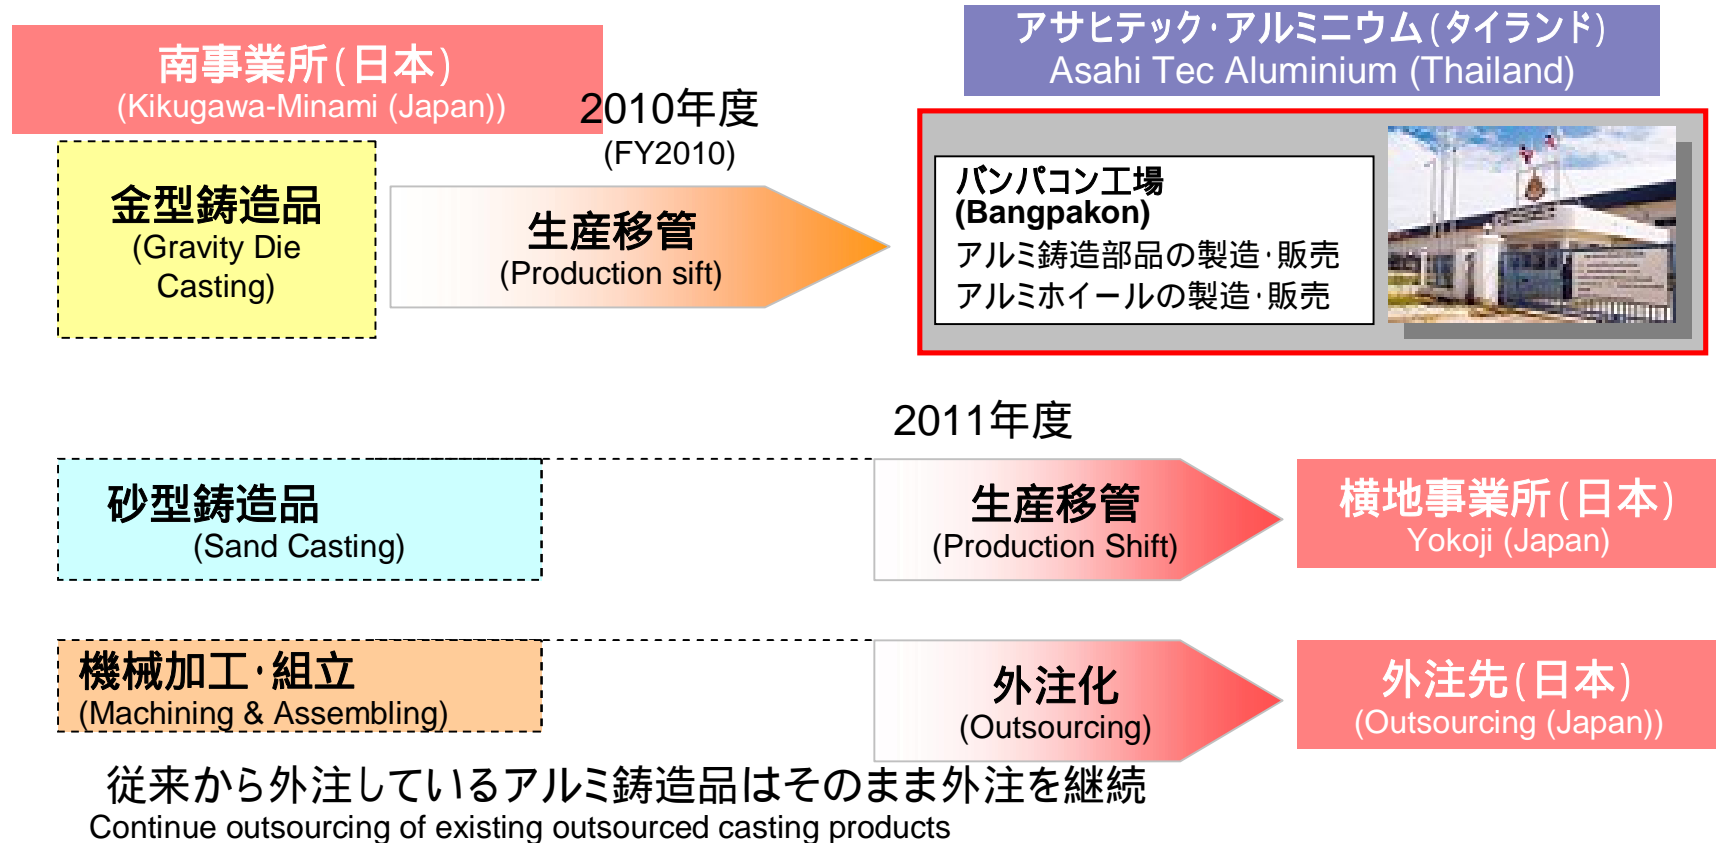 南事業所(日本)
(Kikugawa-Minami (Japan))
2010年度
(FY2010)
アサヒテック・アルミニウム(タイランド)
Asahi Tec Aluminium (Thailand)
金型鋳造品
(Gravity Die
Casting)
生産移管
(Production sift)
バンパコン工場
(Bangpakon)
アルミ鋳造部品の製造・販売
アルミホイールの製造・販売
2011年度
砂型鋳造品
(Sand Casting)
生産移管
(Production Shift)
横地事業所(日本)
Yokoji (Japan)
機械加工・組立
(Machining & Assembling)
外注化
(Outsourcing)
外注先(日本)
(Outsourcing (Japan))
従来から外注しているアルミ鋳造品はそのまま外注を継続
Continue outsourcing of existing outsourced casting products